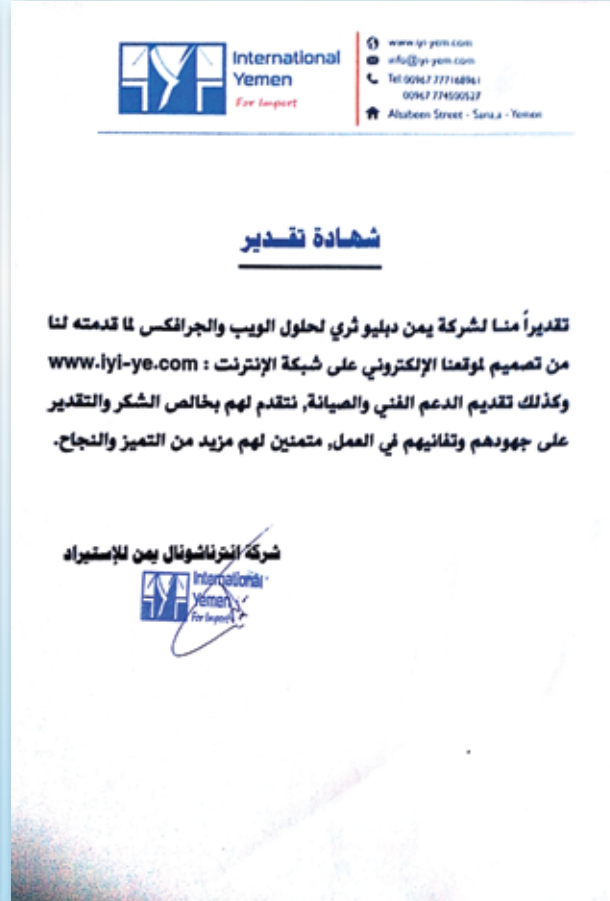 International
Yemen
For Import
www.iyi-yem.com
info@iyi-yem.com
Tel:00967 777168961
00967 774500527
Street - Sana,a - Yemen
شهادة تقدير
تقديراً منا لشركة يمن دبليو ثري لحلول الويب والجرافكس لما قدمته لنا
من تصميم لموقعنا الإلكتروني على شبكة الإنترنت : www.iyi-ye.com
وكذلك تقديم الدعم الفني والصيانة, نتقدم لهم بخالص الشكر والتقدير
على جهودهم وتفانيهم في العمل, متمنين لهم مزيد من التميز والنجاح.
شركة انترناشونال يمن للإستيراد
International
Yemen
For Import